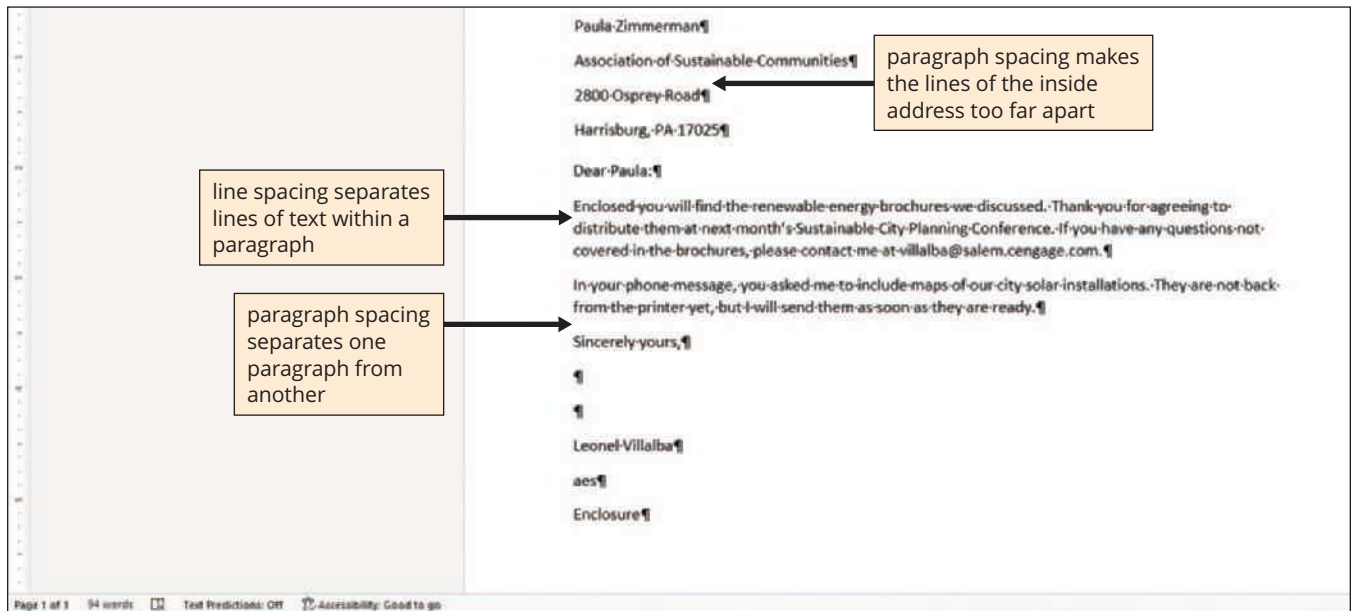 Paula·Zimmerman¶
Association·of·Sustainable·Communities¶
paragraph spacing makes
the lines of the inside
address too far apart
2800·Osprey·Road¶
Harrisburg,·PA·17025¶
Dear·Paula:¶
line spacing separates
lines of text within a
paragraph
Enclosed·you·will·find·the·renewable·energy·brochures·we·discussed.·Thank·you·for·agreeing·to·
distribute·them·at·next·month's·Sustainable·City·Planning·Conference.·If·you·have·any·questions·not·
covered·in·the·brochures,·please·contact·me·at·villalba@salem.cengage.com.¶
In·your·phone·message,·you·asked·me·to·include·maps·of·our·city·solar·installations.·They·are·not·back·
from·the·printer·yet,·but·I·will·send·them·as·soon·as·they·are·ready.¶
paragraph spacing
separates one
paragraph from
another
Sincerely·yours,¶
¶
¶
Leonel·Villalba¶
aes¶
Enclosure¶
Page 1 of 1 94 words Text Predictions: Off Accessibility: Good to go